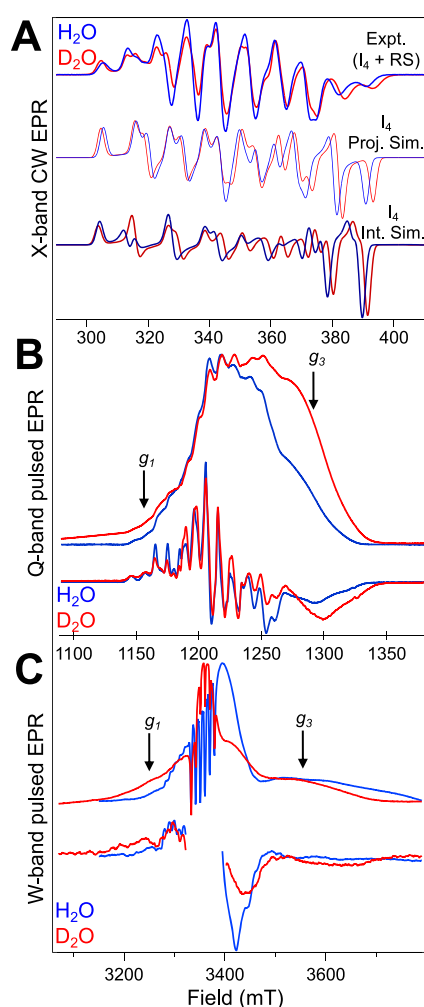 A
H2O
D2O
Expt.
(I4 + RS)
I4
Proj. Sim.
I4
Int. Sim.
X-band CW EPR
300 320 340 360 380 400
B
g1
g3
Q-band pulsed EPR
H2O
D2O
1100 1150 1200 1250 1300 1350
C
g1
g3
W-band pulsed EPR
H2O
D2O
3200 3400 3600
Field (mT)